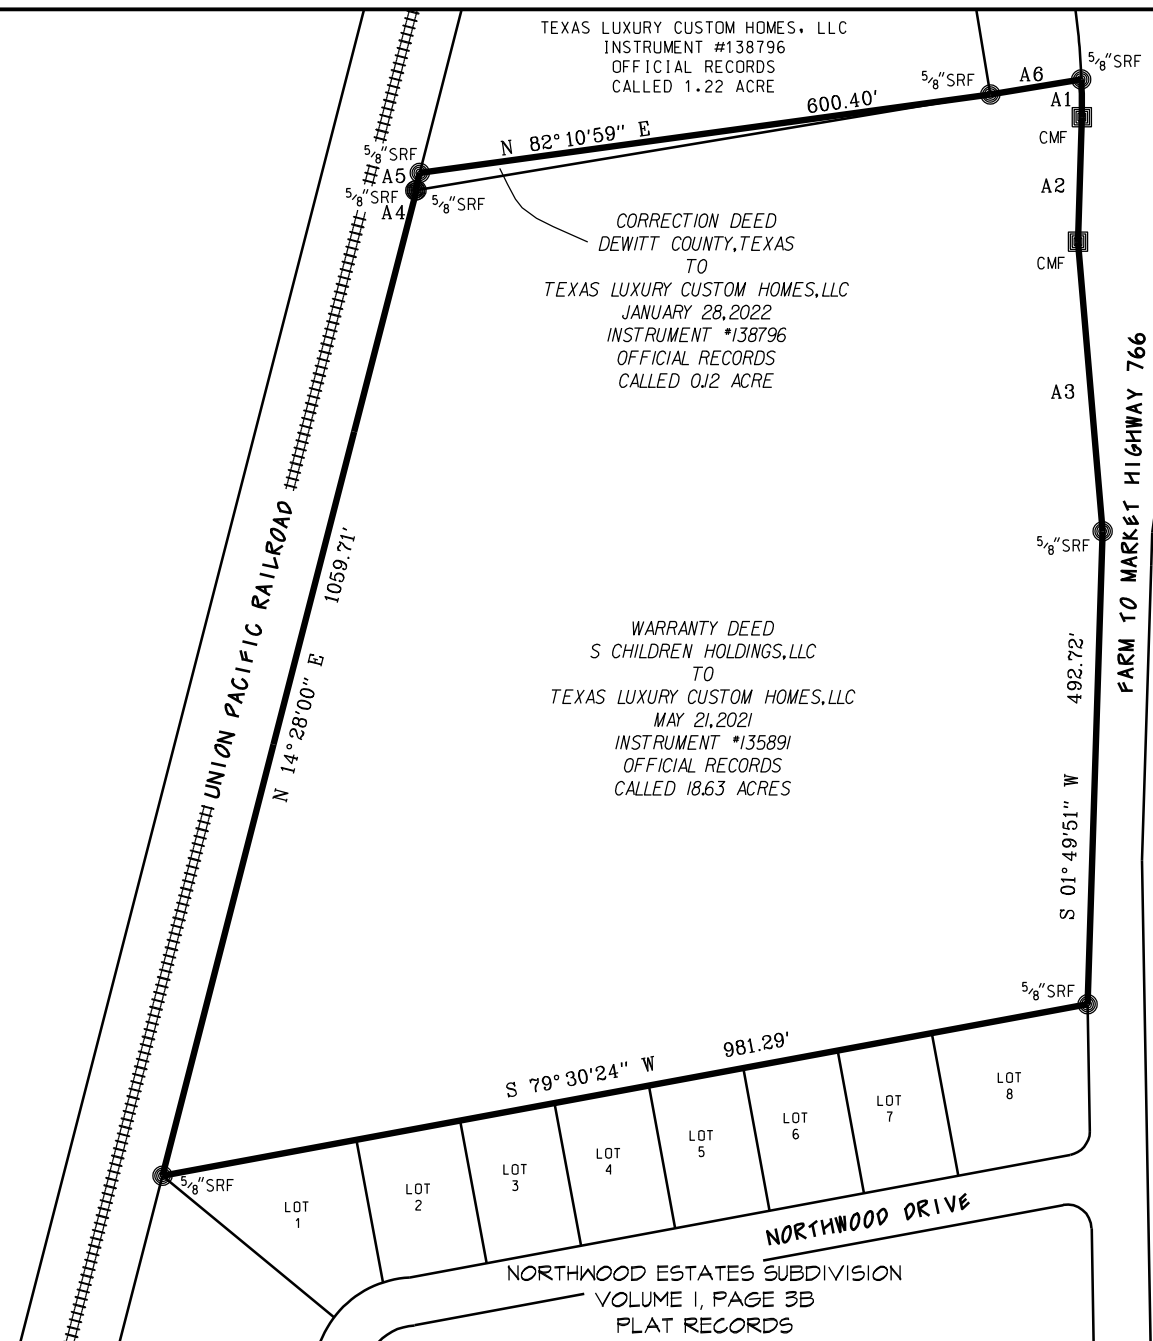 TEXAS LUXURY CUSTOM HOMES, LLC
INSTRUMENT #138796
OFFICIAL RECORDS
CALLED 1.22 ACRE
5/8"SRF
A6
5/8"SRF
A1
CMF
600.40'
N 82°10'59" E
5/8"SRF
A5
5/8"SRF
5/8"SRF
A4
A2
CMF
CORRECTION DEED
DEWITT COUNTY,TEXAS
TO
TEXAS LUXURY CUSTOM HOMES,LLC
JANUARY 28,2022
INSTRUMENT #138796
OFFICIAL RECORDS
CALLED 0.12 ACRE
A3
FARM TO MARKET HIGHWAY 766
UNION PACIFIC RAILROAD
N 14°28'00" E 1059.71'
5/8"SRF
WARRANTY DEED
S CHILDREN HOLDINGS,LLC
TO
TEXAS LUXURY CUSTOM HOMES,LLC
MAY 21,2021
INSTRUMENT #135891
OFFICIAL RECORDS
CALLED 18.63 ACRES
S 01°49'51" W 492.72'
5/8"SRF
S 79°30'24" W 981.29'
5/8"SRF
LOT
1
LOT
2
LOT
3
LOT
4
LOT
5
LOT
6
LOT
7
LOT
8
NORTHWOOD DRIVE
NORTHWOOD ESTATES SUBDIVISION
VOLUME 1, PAGE 3B
PLAT RECORDS